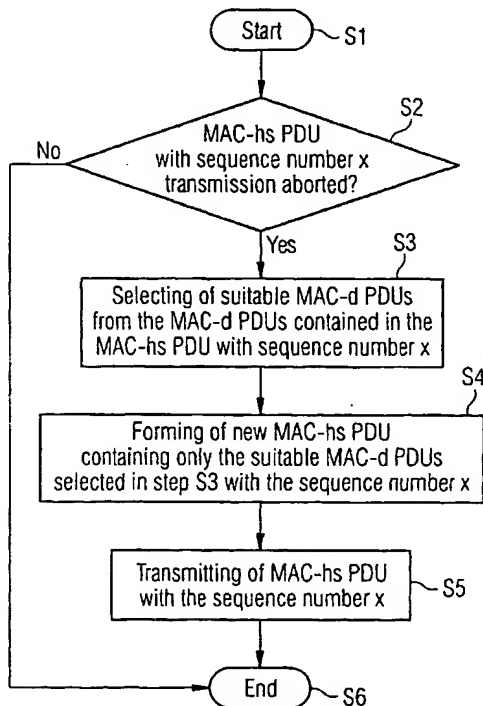 Start
S1
S2
MAC-hs PDU
with sequence number x
transmission aborted?
No
Yes
S3
Selecting of suitable MAC-d PDUs
from the MAC-d PDUs contained in the
MAC-hs PDU with sequence number x
S4
Forming of new MAC-hs PDU
containing only the suitable MAC-d PDUs
selected in step S3 with the sequence number x
Transmitting of MAC-hs PDU
with the sequence number x
S5
End
S6